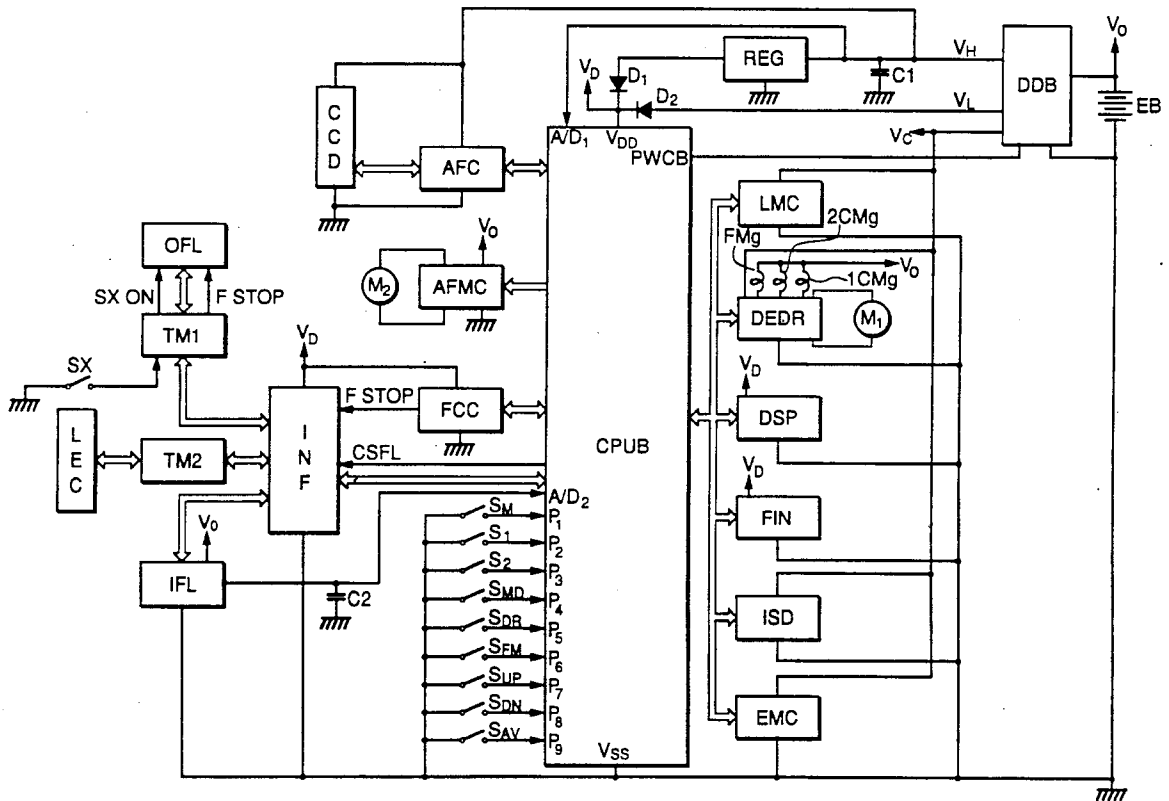 V0
REG
VH
DDB
VD
D1
C1
D2
VL
EB
CCD
A/D1
VDD
VC
AFC
PWCB
LMC
OFL
V0
FMg
2CMg
V0
SX ON
F STOP
M2
AFMC
1CMg
TM1
DEDR
M1
VD
SX
VD
F STOP
FCC
INF
DSP
LEC
TM2
CSFL
CPUB
VD
A/D2
V0
SM
P1
FIN
S1
P2
IFL
S2
P3
C2
SMD
P4
ISD
SDR
P5
SFM
P6
SUP
P7
SDN
P8
EMC
SAV
P9
VSS